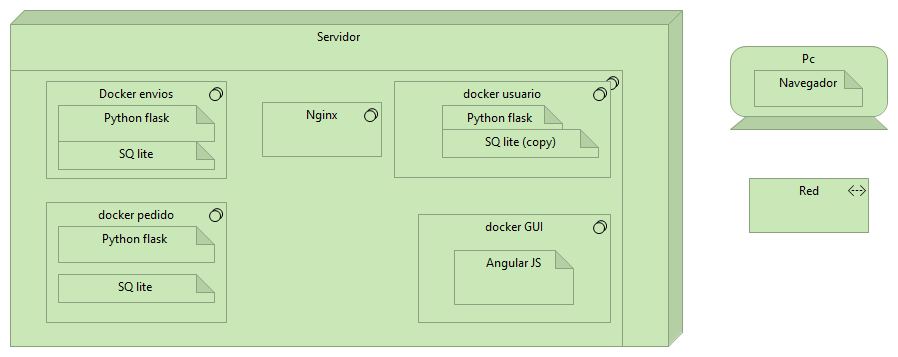 Servidor
Docker envios
Python flask
SQ lite
Nginx
docker usuario
Python flask
SQ lite (copy)
docker pedido
Python flask
SQ lite
docker GUI
Angular JS
Pc
Navegador
Red